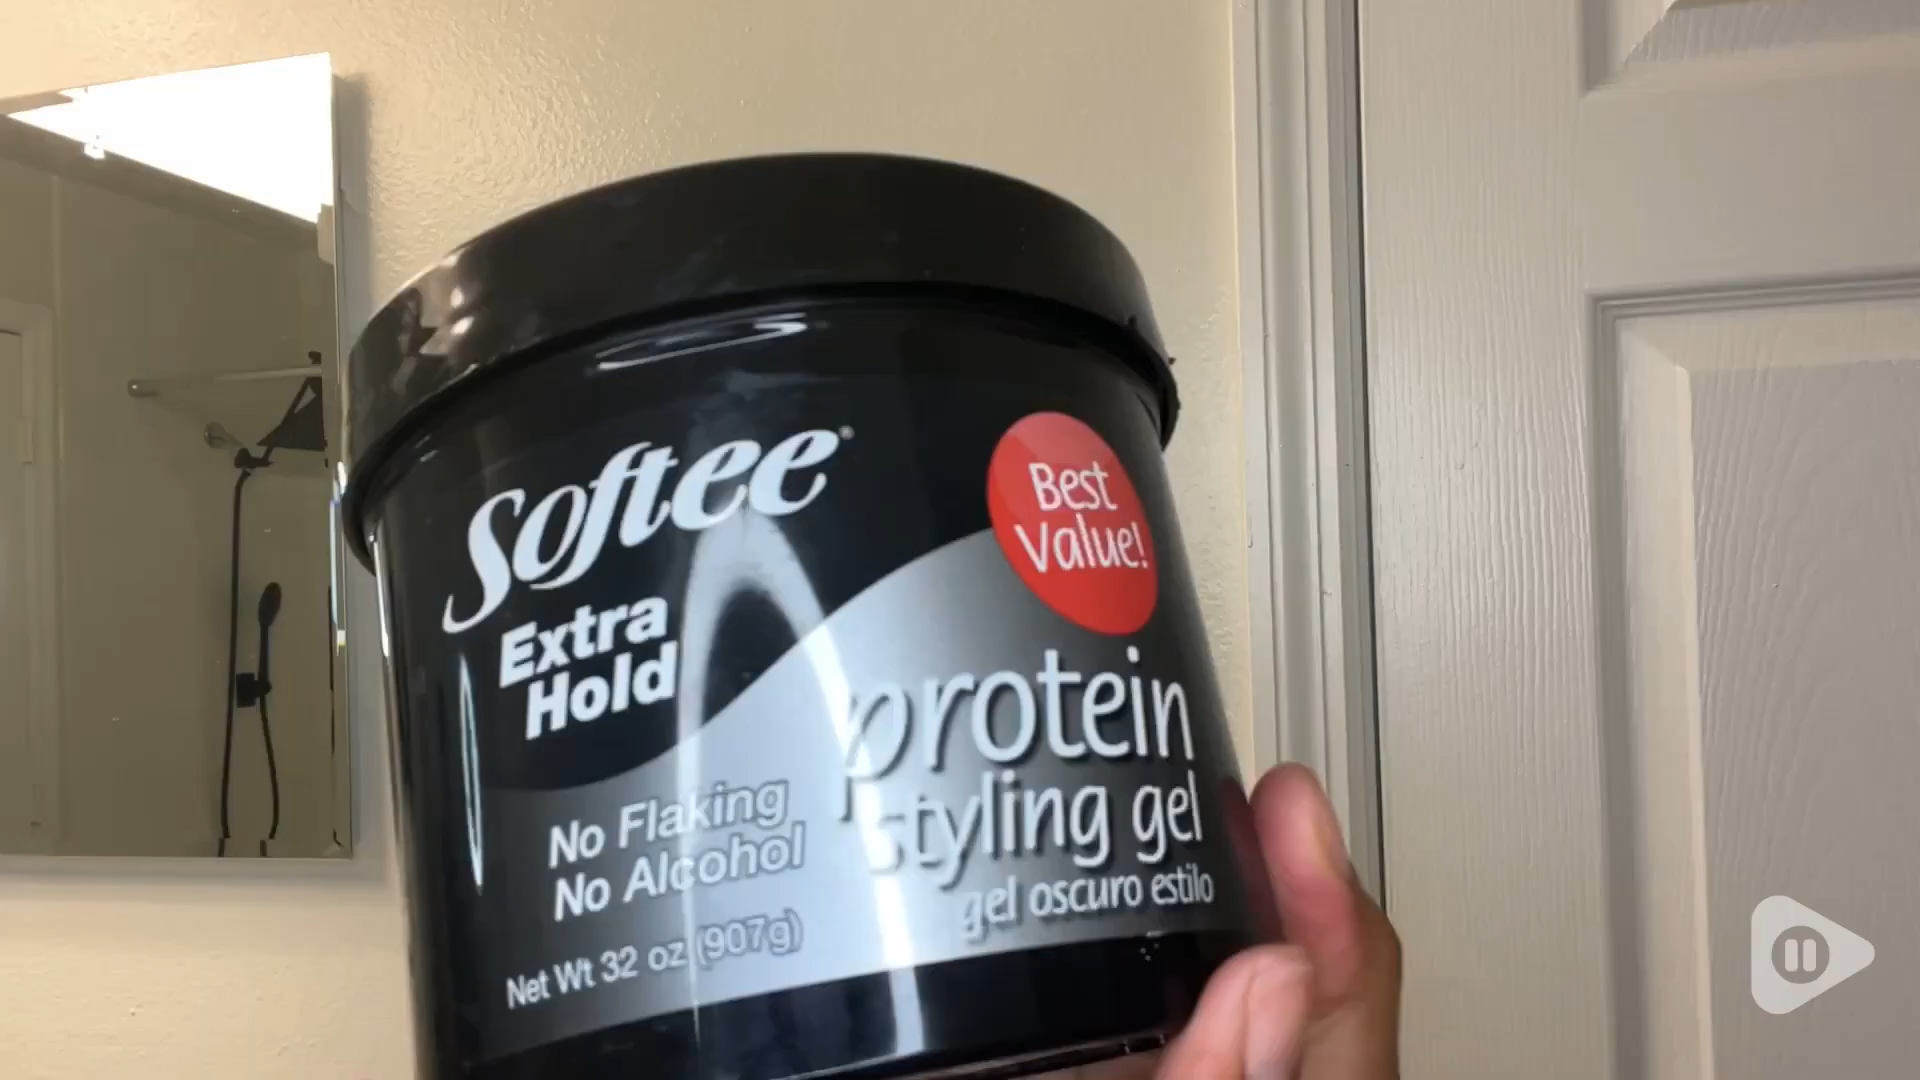 Softee®
Extra
Hold
Best
Value!
protein
styling gel
gel oscuro estilo
No Flaking
No Alcohol
Net Wt 32 oz (907g)